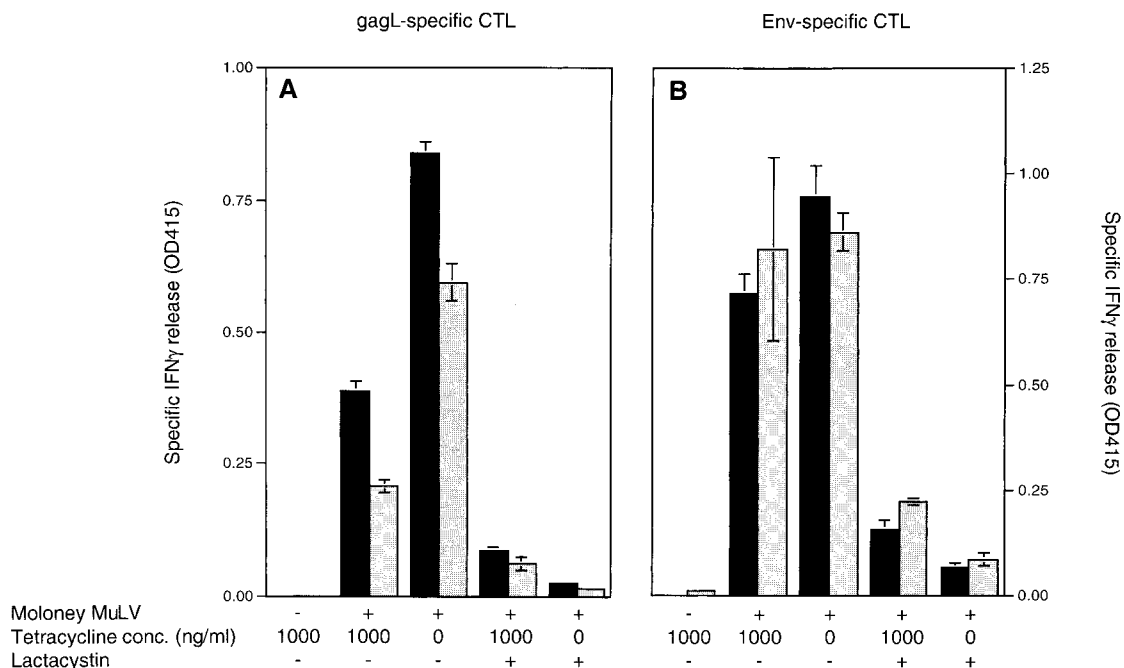 gagL-specific CTL
Env-specific CTL
A
B
1.00
0.75
0.50
0.25
0.00
Specific IFNγ release (OD415)
1.25
1.00
0.75
0.50
0.25
0.00
Specific IFNγ release (OD415)
Moloney MuLV - + + + + - + + + +
Tetracycline conc. (ng/ml) 1000 1000 0 1000 0 1000 1000 0 1000 0
Lactacystin - - - + + - - - + +